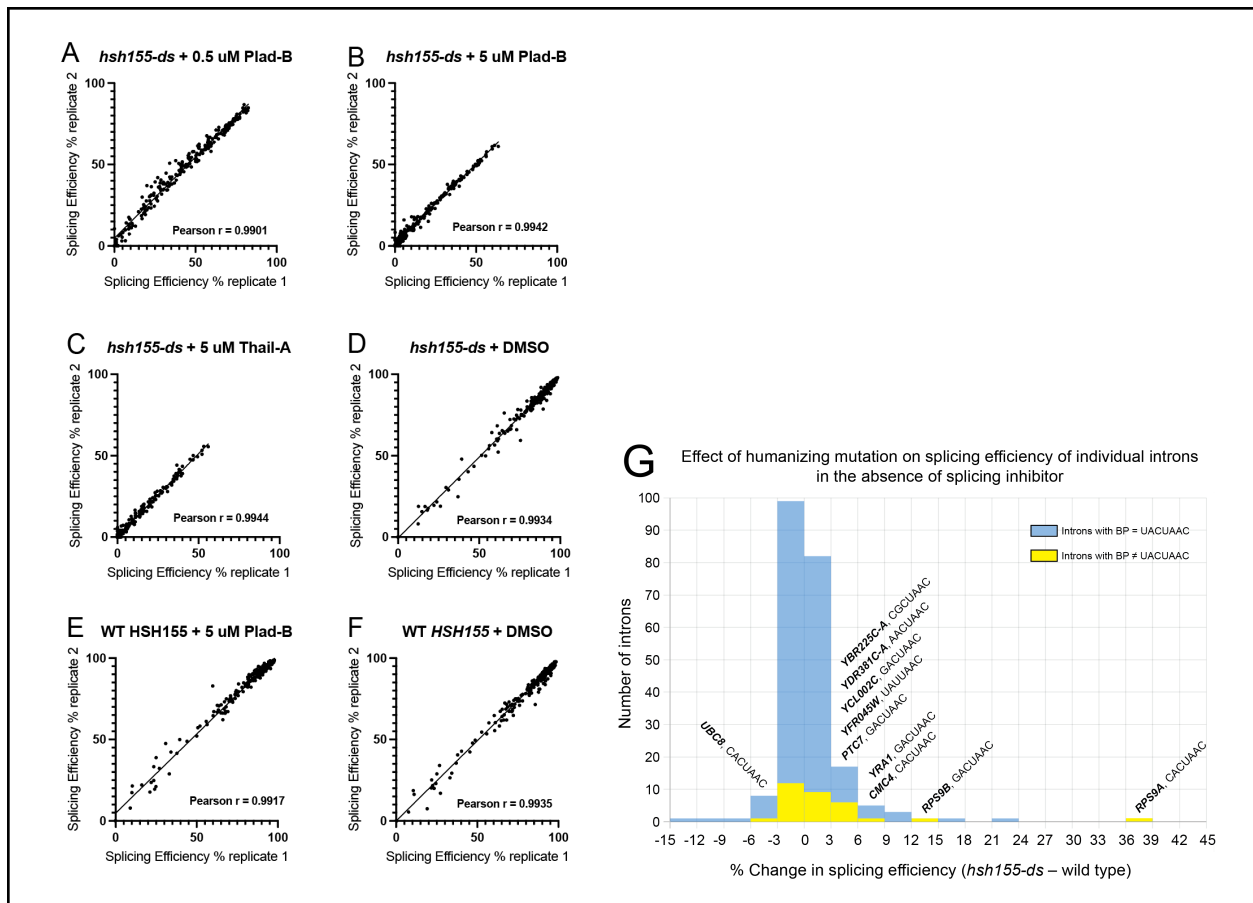 A
hsh155-ds + 0.5 uM Plad-B
Splicing Efficiency % replicate 2
100
50
0
0
50
100
Pearson r = 0.9901
Splicing Efficiency % replicate 1
B
hsh155-ds + 5 uM Plad-B
Splicing Efficiency % replicate 2
100
50
0
0
50
100
Pearson r = 0.9942
Splicing Efficiency % replicate 1
C
hsh155-ds + 5 uM Thail-A
Splicing Efficiency % replicate 2
100
50
0
0
50
100
Pearson r = 0.9944
Splicing Efficiency % replicate 1
D
hsh155-ds + DMSO
Splicing Efficiency % replicate 2
100
50
0
0
50
100
Pearson r = 0.9934
Splicing Efficiency % replicate 1
E
WT HSH155 + 5 uM Plad-B
Splicing Efficiency % replicate 2
100
50
0
0
50
100
Pearson r = 0.9917
Splicing Efficiency % replicate 1
F
WT HSH155 + DMSO
Splicing Efficiency % replicate 2
100
50
0
0
50
100
Pearson r = 0.9935
Splicing Efficiency % replicate 1
G
Effect of humanizing mutation on splicing efficiency of individual introns
in the absence of splicing inhibitor
Number of introns
100
90
80
70
60
50
40
30
20
10
0
Introns with BP = UACUAAC
Introns with BP ≠ UACUAAC
UBC8, CACUAAC
YBR225C-A, CGCUAAC
YDR381C-A, AACUAAC
YCL002C, GACUAAC
YFR045W, UAUUAAC
PTC7, GACUAAC
YRA1, GACUAAC
CMC4, CACUAAC
RPS9B, GACUAAC
RPS9A, CACUAAC
-15 -12 -9 -6 -3 0 3 6 9 12 15 18 21 24 27 30 33 36 39 42 45
% Change in splicing efficiency (hsh155-ds – wild type)